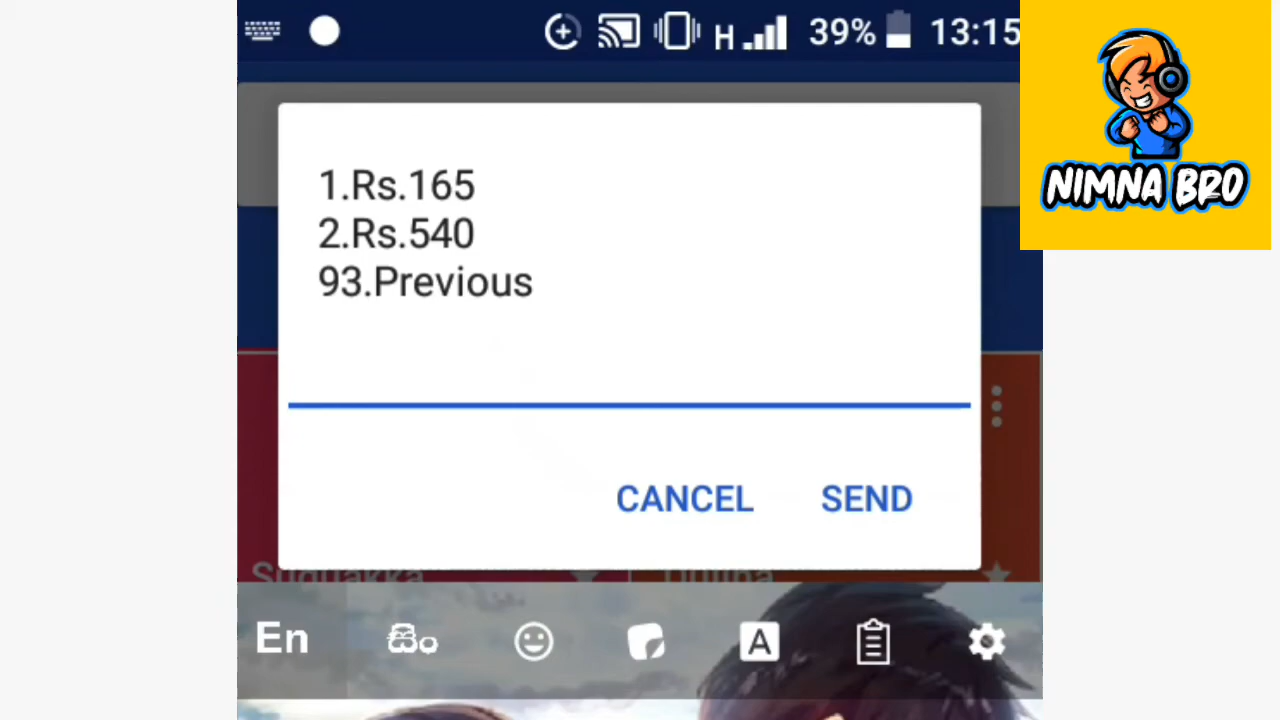 H 39% 13:15
NIMNA BRO
1.Rs.165
2.Rs.540
93.Previous
CANCEL SEND
En සිං A